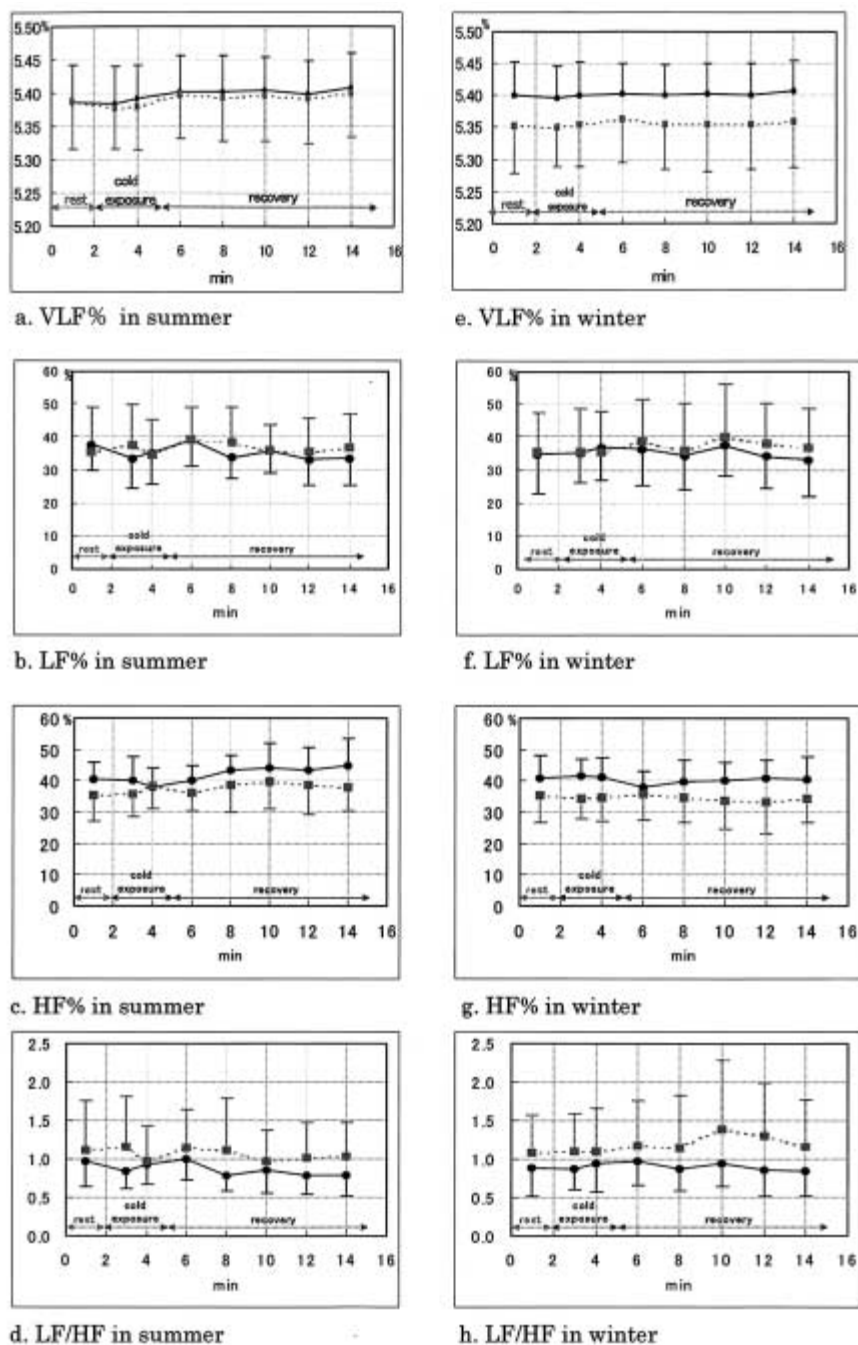 5.50%
5.45
5.40
5.35
5.30
5.25
5.20
cold
rest exposure recovery
0 2 4 6 8 10 12 14 16
min
a. VLF% in summer
5.50%
5.45
5.40
5.35
5.30
5.25
5.20
cold
rest exposure recovery
0 2 4 6 8 10 12 14 16
min
e. VLF% in winter
60 %
50
40
30
20
10
0
cold
rest exposure recovery
0 2 4 6 8 10 12 14 16
min
b. LF% in summer
60 %
50
40
30
20
10
0
cold
rest exposure recovery
0 2 4 6 8 10 12 14 16
min
f. LF% in winter
60 %
50
40
30
20
10
0
cold
rest exposure recovery
0 2 4 6 8 10 12 14 16
min
c. HF% in summer
60 %
50
40
30
20
10
0
cold
rest exposure recovery
0 2 4 6 8 10 12 14 16
min
g. HF% in winter
2.5
2.0
1.5
1.0
0.5
0.0
cold
rest exposure recovery
0 2 4 6 8 10 12 14 16
min
d. LF/HF in summer
2.5
2.0
1.5
1.0
0.5
0.0
cold
rest exposure recovery
0 2 4 6 8 10 12 14 16
min
h. LF/HF in winter